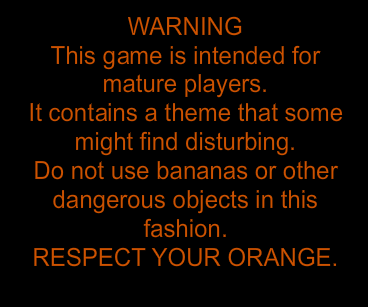 WARNING
This game is intended for
mature players.
It contains a theme that some
might find disturbing.
Do not use bananas or other
dangerous objects in this
fashion.
RESPECT YOUR ORANGE.